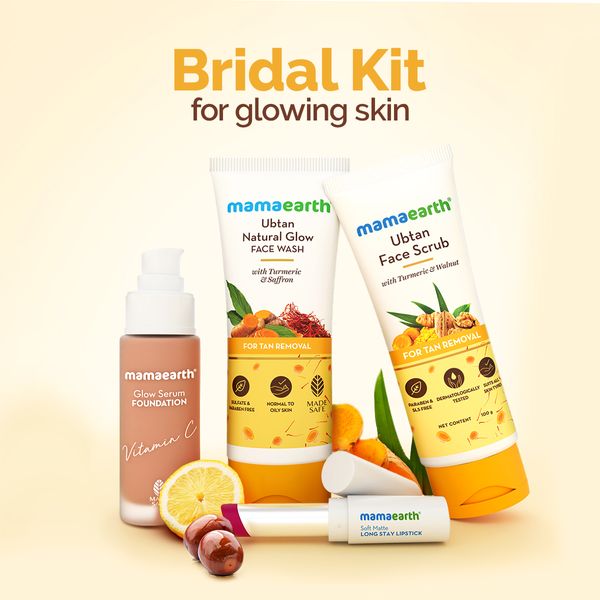 Bridal Kit
for glowing skin
mamaearth®
Ubtan
Natural Glow
FACE WASH
with Turmeric
& Saffron
FOR TAN REMOVAL
SULFATE &
PARABEN FREE
NORMAL TO
OILY SKIN
MADE
SAFE
mamaearth®
Ubtan
Face Scrub
with Turmeric & Walnut
FOR TAN REMOVAL
PARABEN &
SLS FREE
DERMATOLOGICALLY
TESTED
SUITS ALL
SKIN TYPES
NET CONTENT 100 g
mamaearth®
Glow Serum
FOUNDATION
Vitamin C
mamaearth®
Soft Matte
LONG STAY LIPSTICK